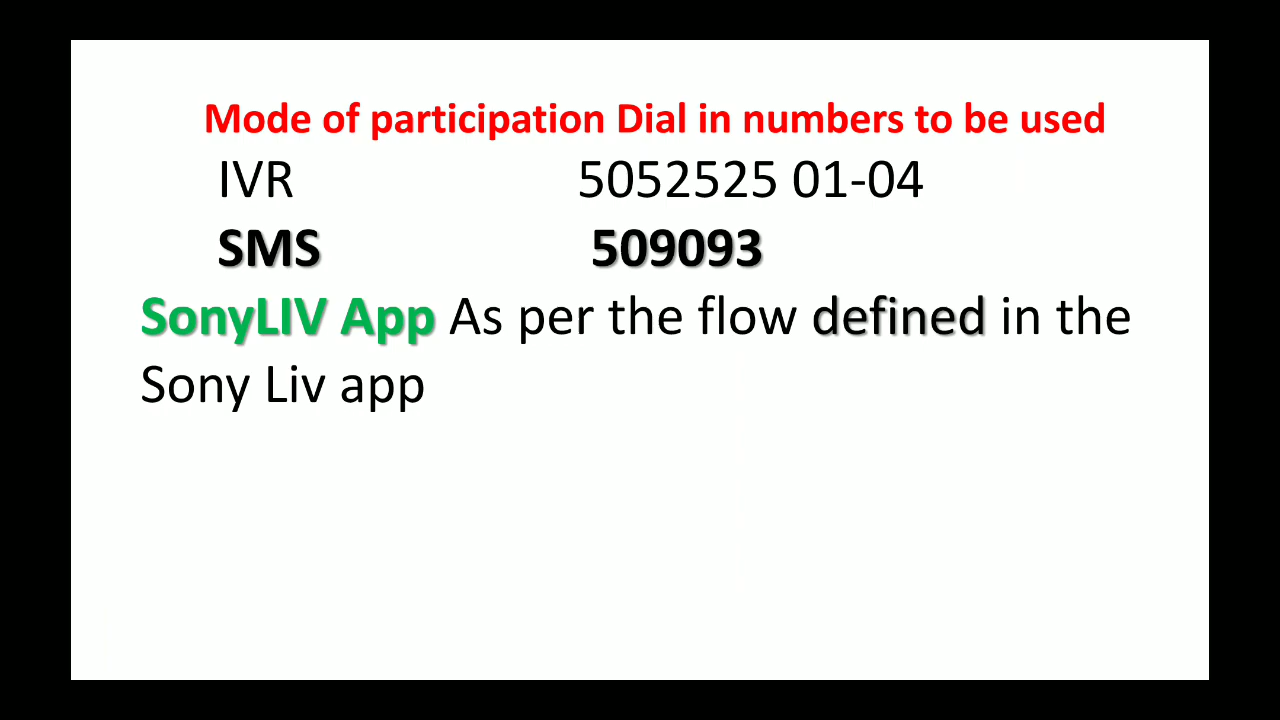 Mode of participation Dial in numbers to be used
IVR 5052525 01-04
SMS 509093
SonyLIV App As per the flow defined in the
Sony Liv app